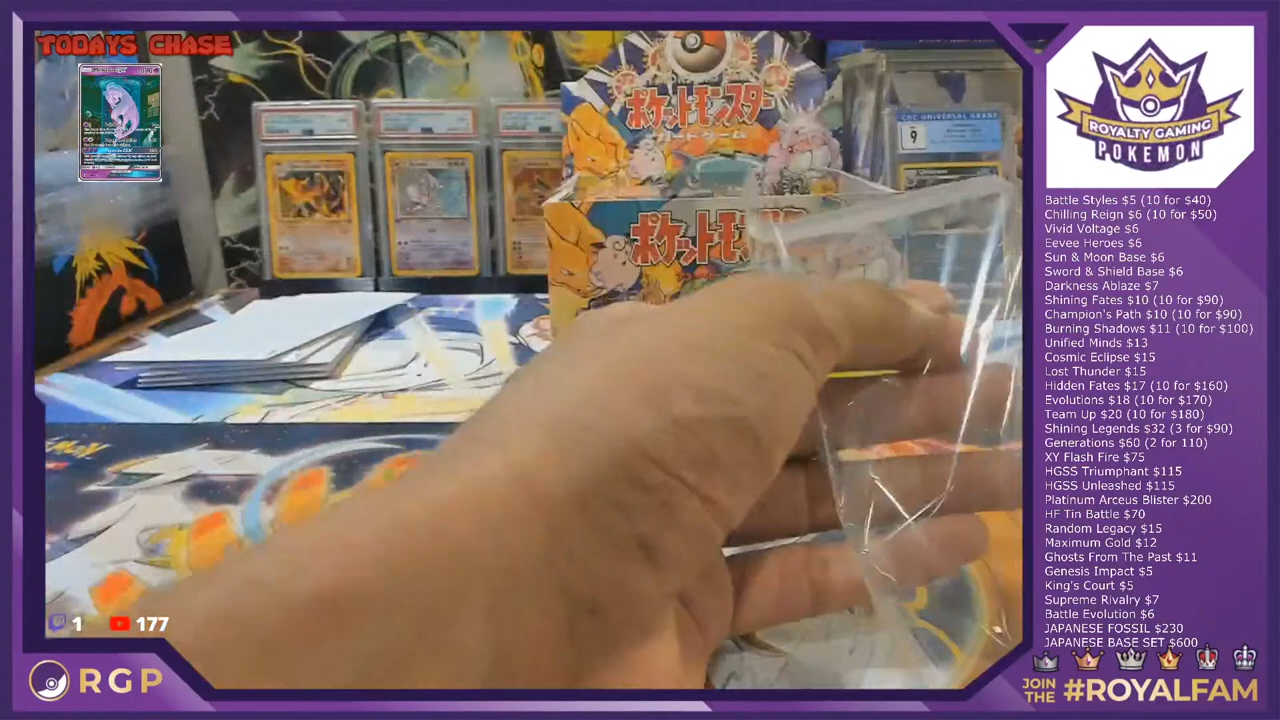 TODAYS CHASE
ポケットモンスター
カードゲーム
ポケットモ
CGC UNIVERSAL GRADE
9
ROYALTY GAMING
POKEMON
Battle Styles $5 (10 for $40)
Chilling Reign $6 (10 for $50)
Vivid Voltage $6
Eevee Heroes $6
Sun & Moon Base $6
Sword & Shield Base $6
Darkness Ablaze $7
Shining Fates $10 (10 for $90)
Champion's Path $10 (10 for $90)
Burning Shadows $11 (10 for $100)
Unified Minds $13
Cosmic Eclipse $15
Lost Thunder $15
Hidden Fates $17 (10 for $160)
Evolutions $18 (10 for $170)
Team Up $20 (10 for $180)
Shining Legends $32 (3 for $90)
Generations $60 (2 for 110)
XY Flash Fire $75
HGSS Triumphant $115
HGSS Unleashed $115
Platinum Arceus Blister $200
HF Tin Battle $70
Random Legacy $15
Maximum Gold $12
Ghosts From The Past $11
Genesis Impact $5
King's Court $5
Supreme Rivalry $7
Battle Evolution $6
JAPANESE FOSSIL $230
JAPANESE BASE SET $600
1 177
RGP
JOIN THE #ROYALFAM